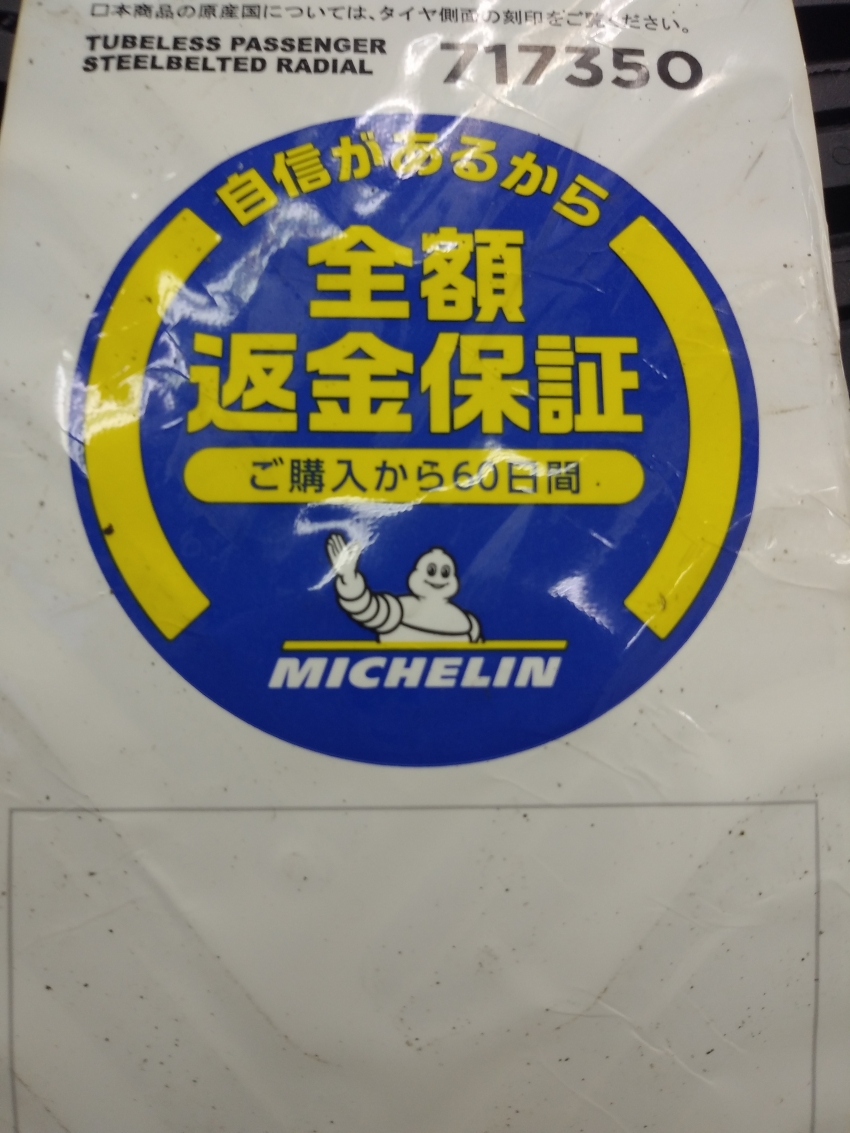 □本商品の原産国については、タイヤ側面の刻印をご覧ください。
TUBELESS PASSENGER
STEELBELTED RADIAL
717350
自信があるから
全額
返金保証
ご購入から60日間
MICHELIN